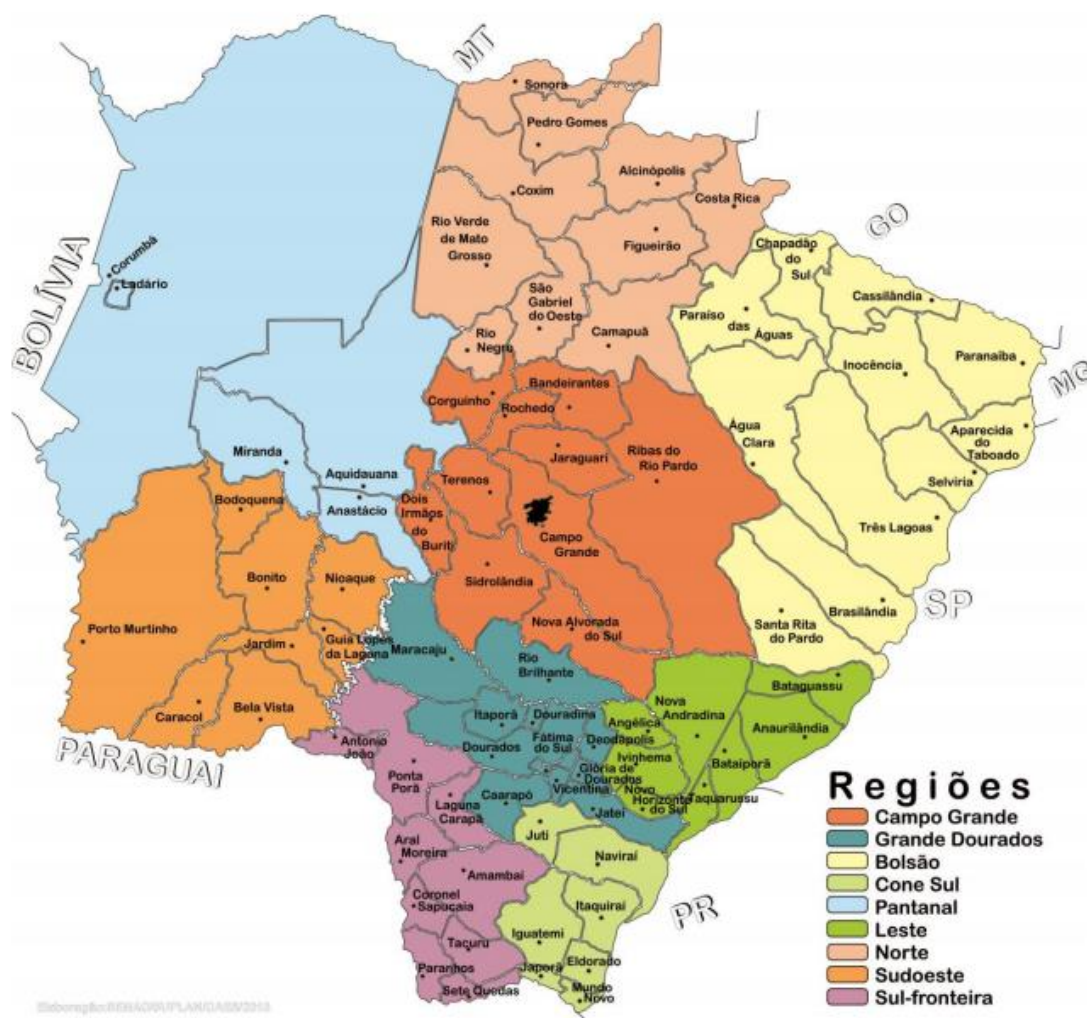 MT
Sonora
Pedro Gomes
Alcinópolis
Coxim
Costa Rica
Rio Verde
de Mato
Grosso
Figueirão
GO
BOLÍVIA
Corumbá
Ladário
Chapadão
do
Sul
São
Gabriel
do Oeste
Cassilândia
Paraíso
das Águas
Camapuã
Rio
Negro
Inocência
Paranaíba
MG
Bandeirantes
Corguinho
Rochedo
Água
Clara
Aparecida
do
Taboado
Miranda
Jaraguari
Ribas do
Rio Pardo
Aquidauana
Terenos
Selvíria
Bodoquena
Anastácio
Dois
Irmãos
do
Buriti
Três Lagoas
Campo
Grande
Bonito
Nioaque
Sidrolândia
SP
Brasilândia
Porto Murtinho
Nova Alvorada
do Sul
Santa Rita
do Pardo
Jardim
Guia Lopes
da Laguna
Maracaju
Rio
Brilhante
Bataguassu
Caracol
Bela Vista
Nova
Andradina
Itaporã
Douradina
Angélica
Anaurilândia
PARAGUAI
Antonio
João
Dourados
Fátima
do Sul
Deodápolis
Ivinhema
Bataiporã
Ponta
Porã
Glória de
Dourados
Vicentina
Novo
Horizonte
do Sul
Taquarussu
Laguna
Carapã
Caarapó
Jateí
Juti
Aral
Moreira
Naviraí
Amambai
Coronel
Sapucaia
Itaquiraí
PR
Iguatemi
Tacuru
Eldorado
Paranhos
Japorã
Mundo
Novo
Sete Quedas
Regiões
Campo Grande
Grande Dourados
Bolsão
Cone Sul
Pantanal
Leste
Norte
Sudoeste
Sul-fronteira